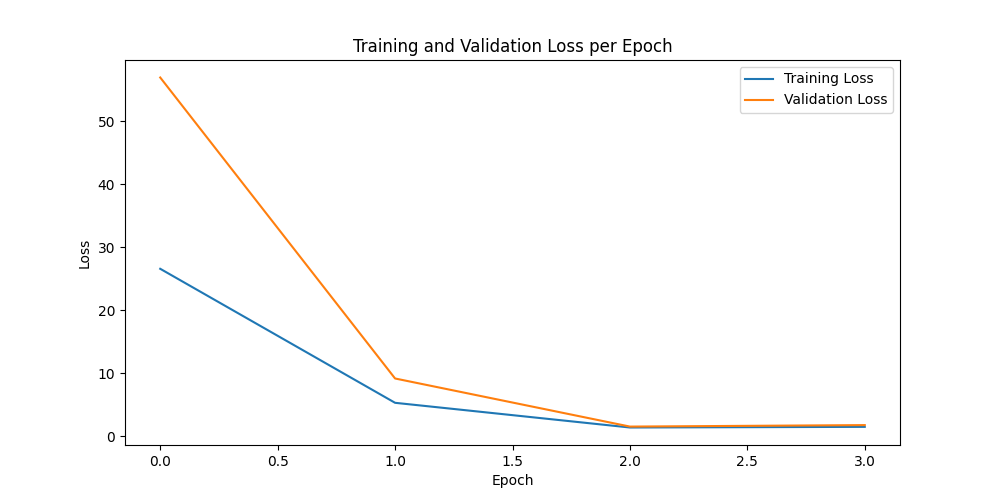 Training and Validation Loss per Epoch
Training Loss
Validation Loss
50
40
30
20
10
0
Loss
0.0 0.5 1.0 1.5 2.0 2.5 3.0
Epoch